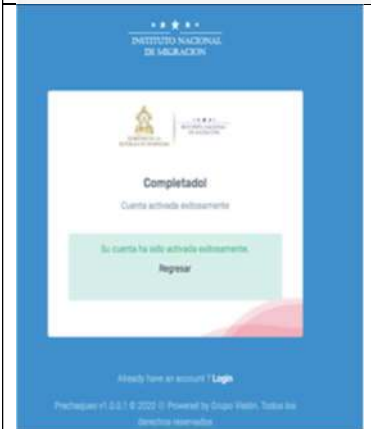 INSTITUTO NACIONAL
DE MIGRACION
Completado!
Cuenta activada exitosamente
Su cuenta ha sido activada exitosamente.
Regresar
Already have an account ? Login
Prechequeo v1.0.0.1 © 2020 © Powered by Grupo Visión. Todos los
derechos reservados